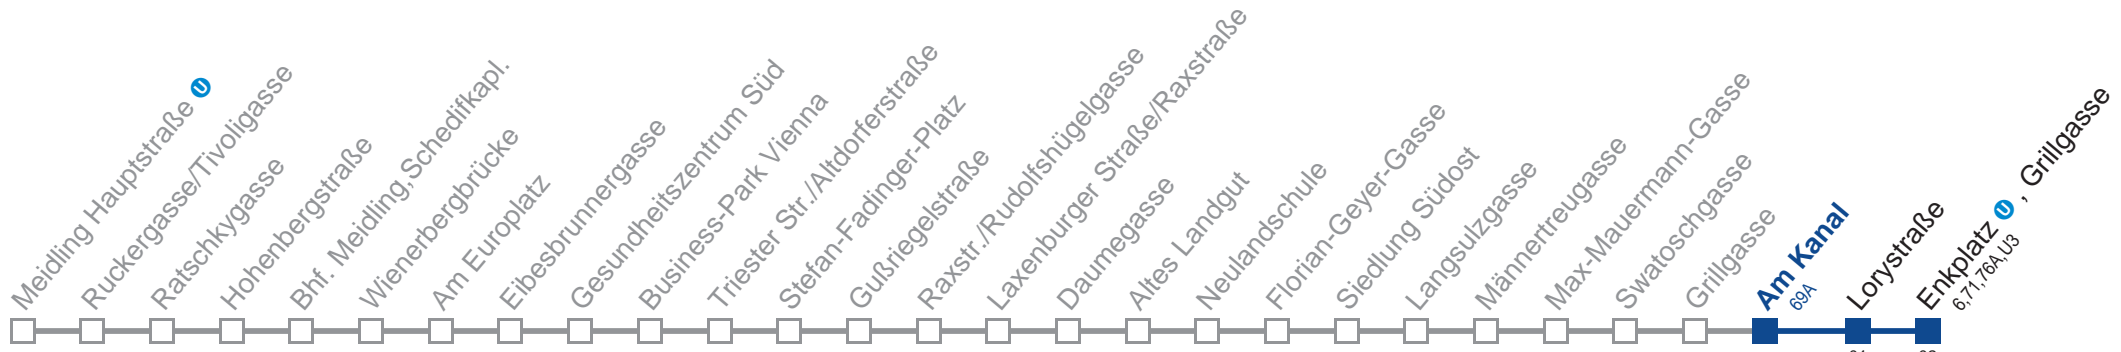 Meidling Hauptstraße U
Ruckergasse/Tivoligasse
Ratschkygasse
Hohenbergstraße
Bhf. Meidling,Schedifkapl.
Wienerbergbrücke
Am Europlatz
Eibesbrunnergasse
Gesundheitszentrum Süd
Business-Park Vienna
Triester Str./Altdorferstraße
Stefan-Fadinger-Platz
Gußriegelstraße
Raxstr./Rudolfshügelgasse
Laxenburger Straße/Raxstraße
Daumegasse
Altes Landgut
Neulandschule
Florian-Geyer-Gasse
Siedlung Südost
Langsulzgasse
Männertreugasse
Max-Mauermann-Gasse
Swatoschgasse
Grillgasse
Am Kanal
69A
Lorystraße
Enkplatz U , Grillgasse
6,71,76A,U3